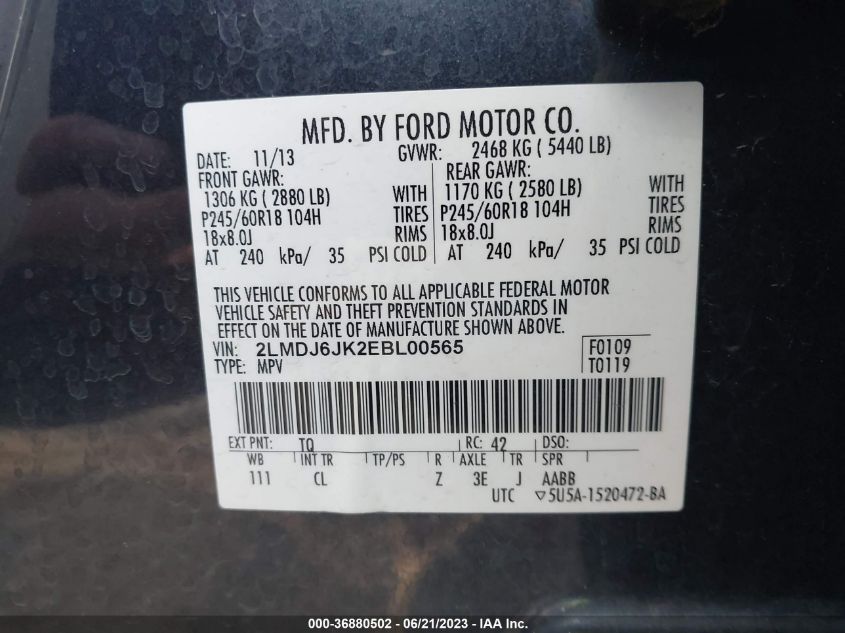 MFD. BY FORD MOTOR CO.
DATE: 11/13 GVWR: 2468 KG ( 5440 LB)
FRONT GAWR: REAR GAWR:
1306 KG ( 2880 LB) WITH 1170 KG ( 2580 LB) WITH
P245/60R18 104H TIRES P245/60R18 104H TIRES
18x8.0J RIMS 18x8.0J RIMS
AT 240 kPa/ 35 PSI COLD AT 240 kPa/ 35 PSI COLD
THIS VEHICLE CONFORMS TO ALL APPLICABLE FEDERAL MOTOR
VEHICLE SAFETY AND THEFT PREVENTION STANDARDS IN
EFFECT ON THE DATE OF MANUFACTURE SHOWN ABOVE.
VIN: 2LMDJ6JK2EBL00565 F0109
TYPE: MPV T0119
EXT PNT: TQ RC: 42 DSO:
WB INT TR TP/PS R AXLE TR SPR
111 CL Z 3E J AABB
UTC ▽5U5A-1520472-BA
000-36880502 - 06/21/2023 - IAA Inc.